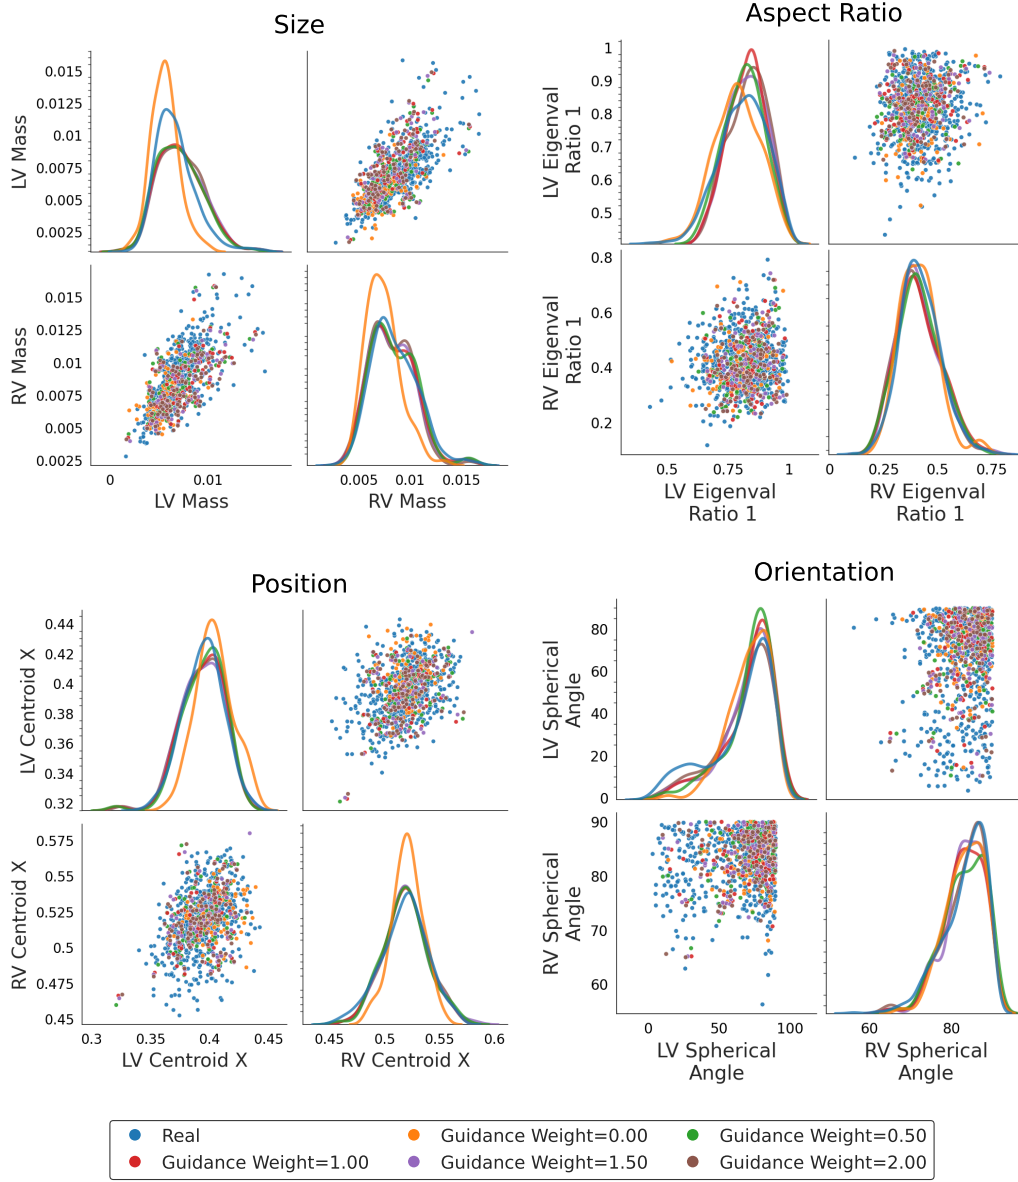 Size
LV Mass
0.015
0.0125
0.01
0.0075
0.005
0.0025
RV Mass
0.015
0.0125
0.01
0.0075
0.005
0.0025
0
0.01
LV Mass
0.005
0.01
0.015
RV Mass
Aspect Ratio
LV Eigenval
Ratio 1
1
0.9
0.8
0.7
0.6
0.5
RV Eigenval
Ratio 1
0.8
0.6
0.4
0.2
0.5
0.75
1
LV Eigenval
Ratio 1
0
0.25
0.5
0.75
RV Eigenval
Ratio 1
Position
LV Centroid X
0.44
0.42
0.4
0.38
0.36
0.34
0.32
RV Centroid X
0.575
0.55
0.525
0.5
0.475
0.45
0.3
0.35
0.4
0.45
LV Centroid X
0.45
0.5
0.55
0.6
RV Centroid X
Orientation
LV Spherical
Angle
80
60
40
20
0
RV Spherical
Angle
90
80
70
60
0
50
100
LV Spherical
Angle
60
80
RV Spherical
Angle
Real
Guidance Weight=0.00
Guidance Weight=0.50
Guidance Weight=1.00
Guidance Weight=1.50
Guidance Weight=2.00